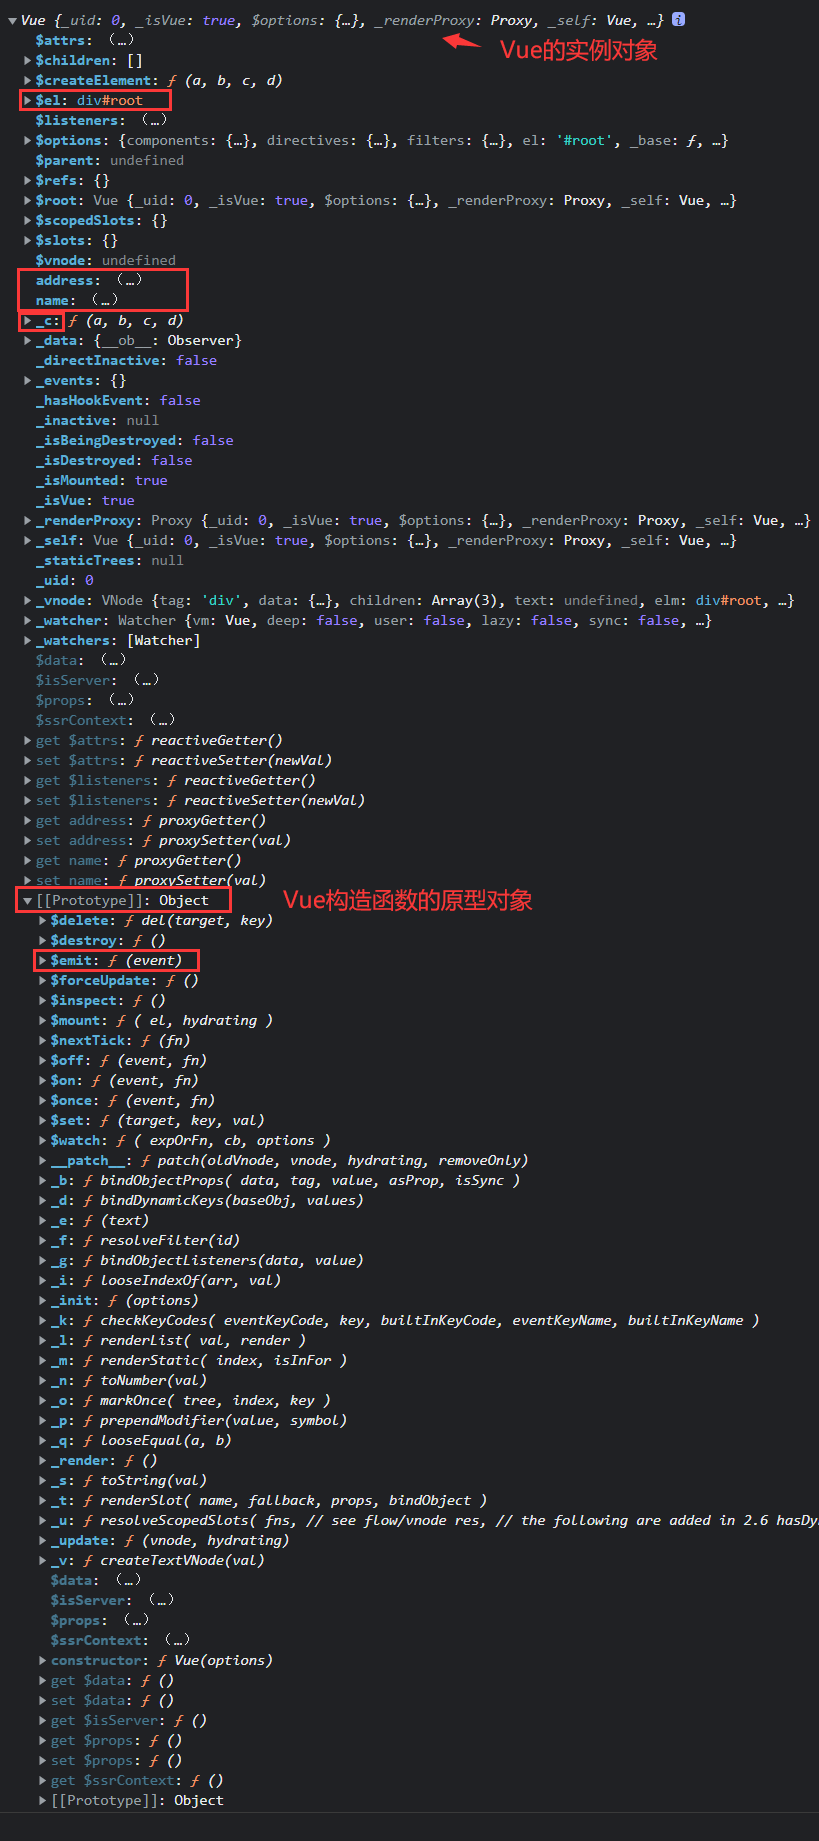 ▼Vue {_uid: 0, _isVue: true, $options: {…}, _renderProxy: Proxy, _self: Vue, …} i
Vue的实例对象
$attrs: (…)
▶$children: []
▶$createElement: ƒ (a, b, c, d)
▶$el: div#root
$listeners: (…)
▶$options: {components: {…}, directives: {…}, filters: {…}, el: '#root', _base: ƒ, …}
$parent: undefined
▶$refs: {}
▶$root: Vue {_uid: 0, _isVue: true, $options: {…}, _renderProxy: Proxy, _self: Vue, …}
▶$scopedSlots: {}
▶$slots: {}
$vnode: undefined
address: (…)
name: (…)
▶_c: ƒ (a, b, c, d)
▶_data: {__ob__: Observer}
_directInactive: false
▶_events: {}
_hasHookEvent: false
_inactive: null
_isBeingDestroyed: false
_isDestroyed: false
_isMounted: true
_isVue: true
▶_renderProxy: Proxy {_uid: 0, _isVue: true, $options: {…}, _renderProxy: Proxy, _self: Vue, …}
▶_self: Vue {_uid: 0, _isVue: true, $options: {…}, _renderProxy: Proxy, _self: Vue, …}
_staticTrees: null
_uid: 0
▶_vnode: VNode {tag: 'div', data: {…}, children: Array(3), text: undefined, elm: div#root, …}
▶_watcher: Watcher {vm: Vue, deep: false, user: false, lazy: false, sync: false, …}
▶_watchers: [Watcher]
$data: (…)
$isServer: (…)
$props: (…)
$ssrContext: (…)
▶get $attrs: ƒ reactiveGetter()
▶set $attrs: ƒ reactiveSetter(newVal)
▶get $listeners: ƒ reactiveGetter()
▶set $listeners: ƒ reactiveSetter(newVal)
▶get address: ƒ proxyGetter()
▶set address: ƒ proxySetter(val)
▶get name: ƒ proxyGetter()
▶set name: ƒ proxySetter(val)
▼[[Prototype]]: Object
Vue构造函数的原型对象
▶$delete: ƒ del(target, key)
▶$destroy: ƒ ()
▶$emit: ƒ (event)
▶$forceUpdate: ƒ ()
▶$inspect: ƒ ()
▶$mount: ƒ ( el, hydrating )
▶$nextTick: ƒ (fn)
▶$off: ƒ (event, fn)
▶$on: ƒ (event, fn)
▶$once: ƒ (event, fn)
▶$set: ƒ (target, key, val)
▶$watch: ƒ ( expOrFn, cb, options )
▶__patch__: ƒ patch(oldVnode, vnode, hydrating, removeOnly)
▶_b: ƒ bindObjectProps( data, tag, value, asProp, isSync )
▶_d: ƒ bindDynamicKeys(baseObj, values)
▶_e: ƒ (text)
▶_f: ƒ resolveFilter(id)
▶_g: ƒ bindObjectListeners(data, value)
▶_i: ƒ looseIndexOf(arr, val)
▶_init: ƒ (options)
▶_k: ƒ checkKeyCodes( eventKeyCode, key, builtInKeyCode, eventKeyName, builtInKeyName )
▶_l: ƒ renderList( val, render )
▶_m: ƒ renderStatic( index, isInFor )
▶_n: ƒ toNumber(val)
▶_o: ƒ markOnce( tree, index, key )
▶_p: ƒ prependModifier(value, symbol)
▶_q: ƒ looseEqual(a, b)
▶_render: ƒ ()
▶_s: ƒ toString(val)
▶_t: ƒ renderSlot( name, fallback, props, bindObject )
▶_u: ƒ resolveScopedSlots( fns, // see flow/vnode res, // the following are added in 2.6 hasDy
▶_update: ƒ (vnode, hydrating)
▶_v: ƒ createTextVNode(val)
$data: (…)
$isServer: (…)
$props: (…)
$ssrContext: (…)
▶constructor: ƒ Vue(options)
▶get $data: ƒ ()
▶set $data: ƒ ()
▶get $isServer: ƒ ()
▶get $props: ƒ ()
▶set $props: ƒ ()
▶get $ssrContext: ƒ ()
▶[[Prototype]]: Object